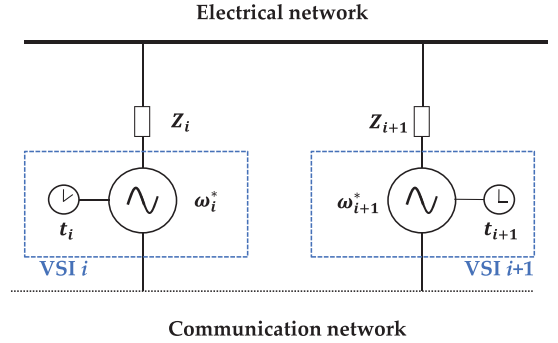 Electrical network
Z_i
Z_{i+1}
ω_i^*
ω_{i+1}^*
t_i
t_{i+1}
VSI i
VSI i+1
Communication network